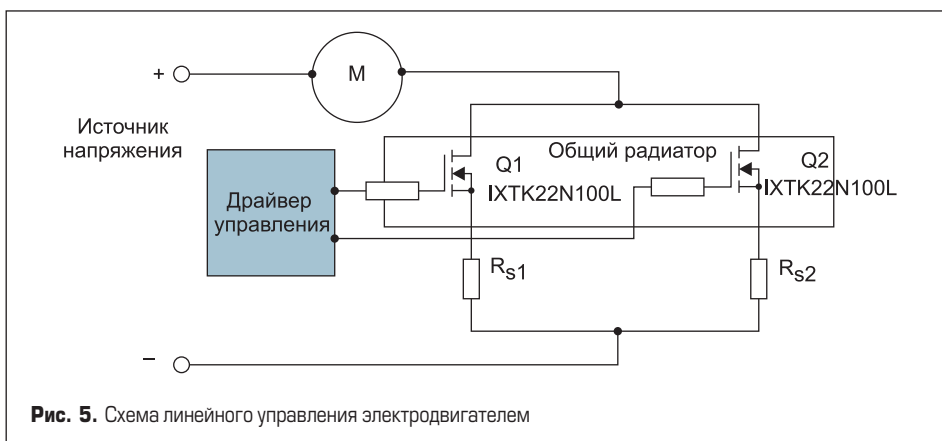 +
М
Источник
напряжения
Драйвер
управления
Q1
IXTK22N100L
Общий радиатор
Q2
IXTK22N100L
Rs1
Rs2
–
Рис. 5. Схема линейного управления электродвигателем